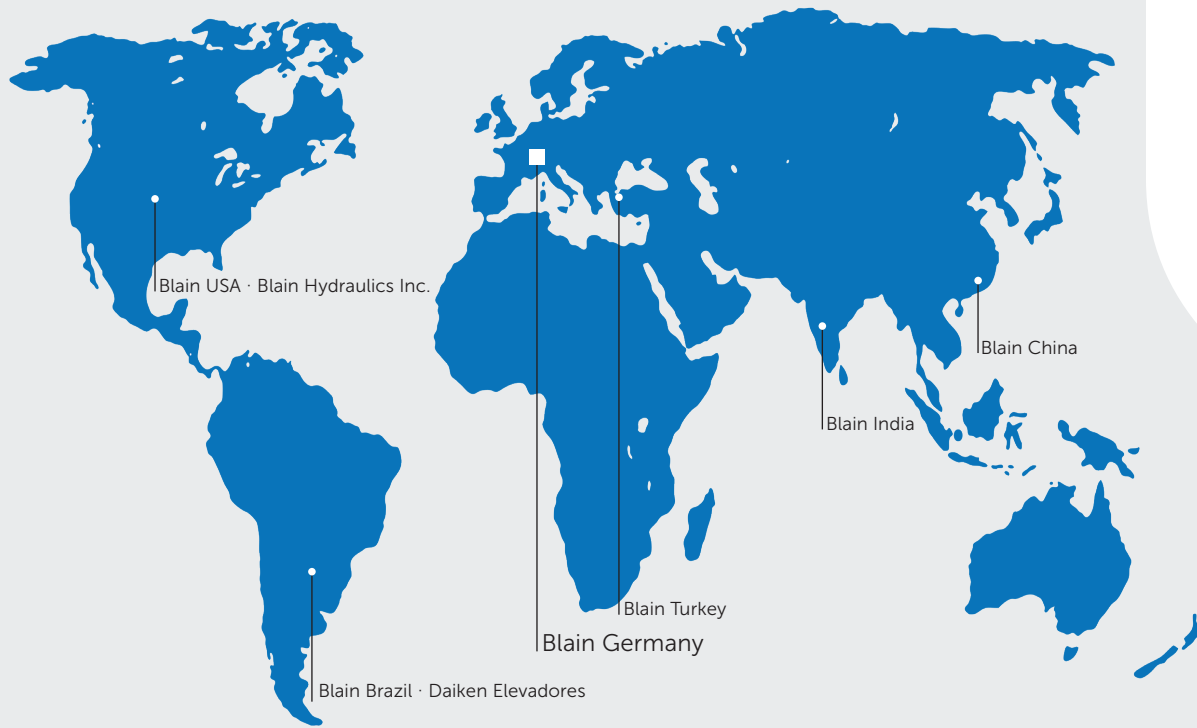 Blain USA · Blain Hydraulics Inc.
Blain China
Blain India
Blain Turkey
Blain Germany
Blain Brazil · Daiken Elevadores